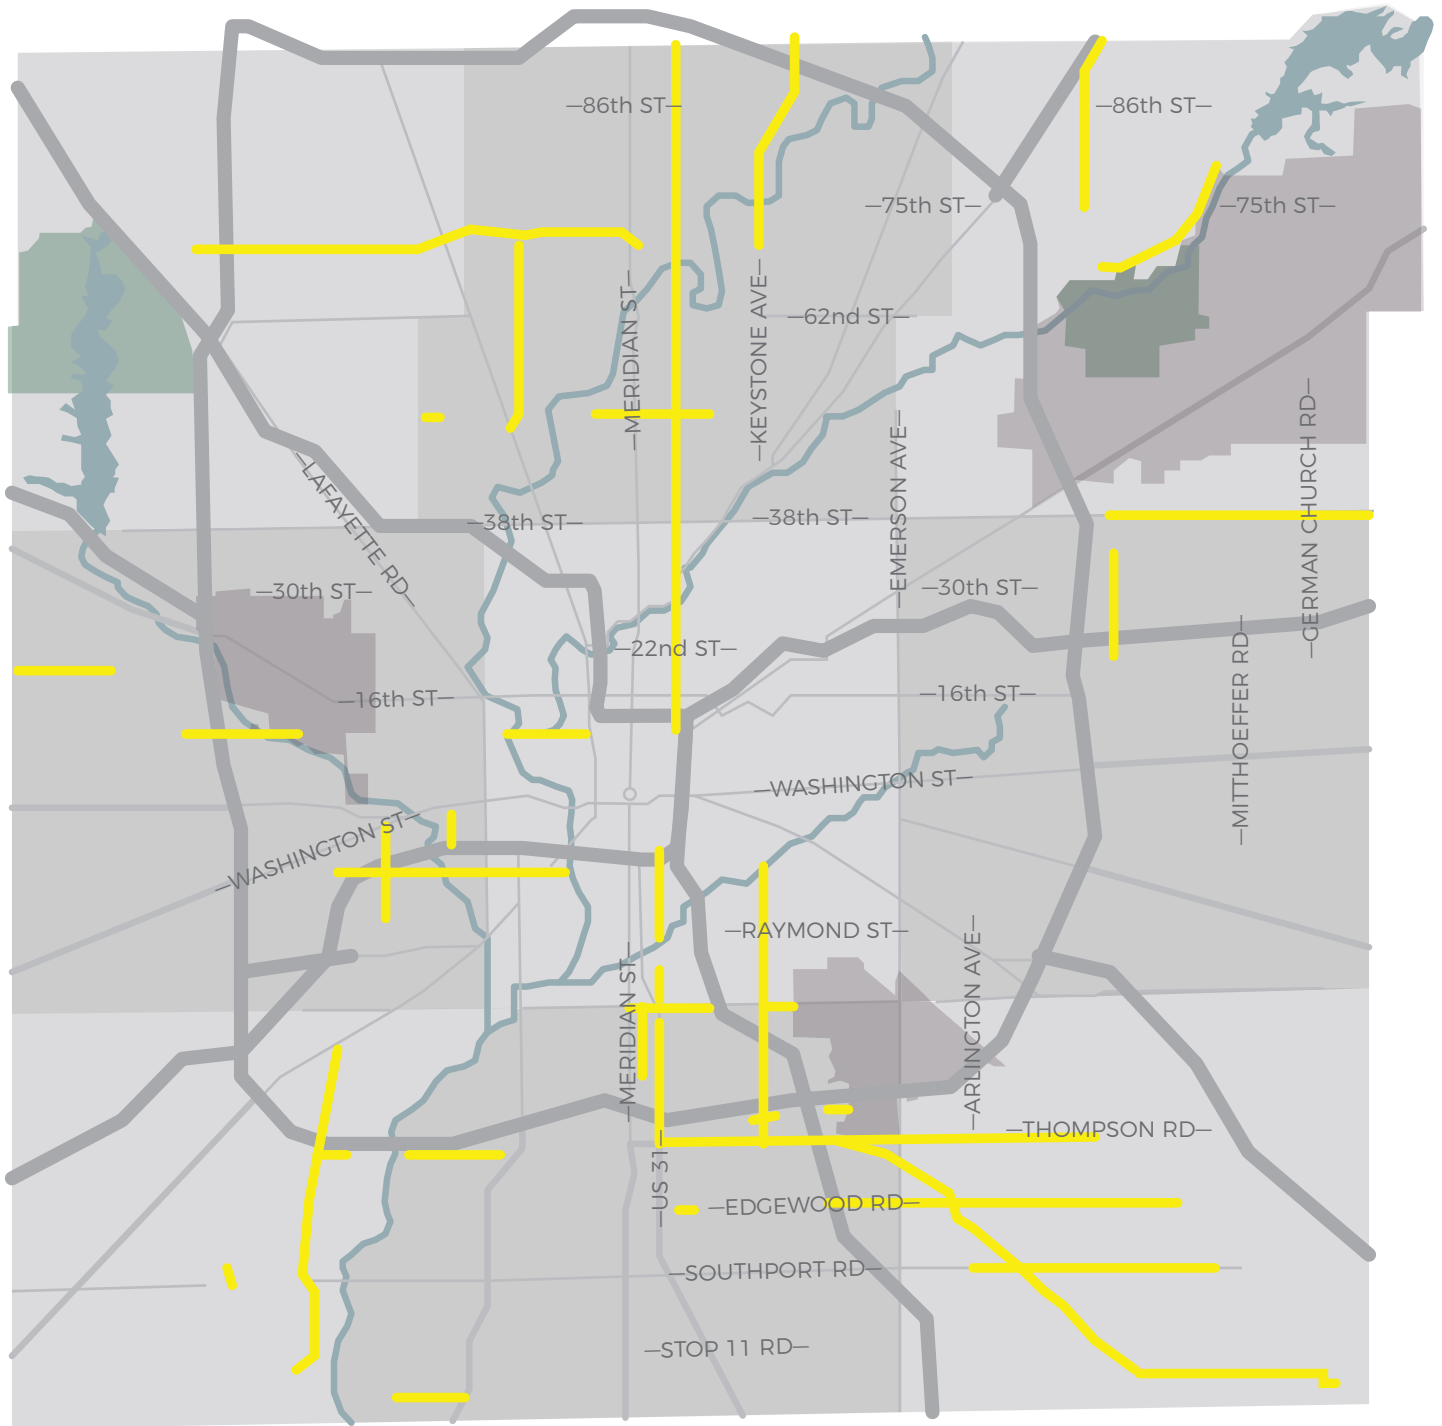 —86th ST—
—86th ST—
—75th ST—
—75th ST—
—MERIDIAN ST—
—KEYSTONE AVE—
—62nd ST—
—LAFAYETTE RD—
—38th ST—
—38th ST—
—EMERSON AVE—
—GERMAN CHURCH RD—
—30th ST—
—30th ST—
—22nd ST—
—16th ST—
—16th ST—
—MITTHOEFFER RD—
—WASHINGTON ST—
—WASHINGTON ST—
—RAYMOND ST—
—MERIDIAN ST—
—ARLINGTON AVE—
—THOMPSON RD—
—US 31—
—EDGEWOOD RD—
—SOUTHPORT RD—
—STOP 11 RD—